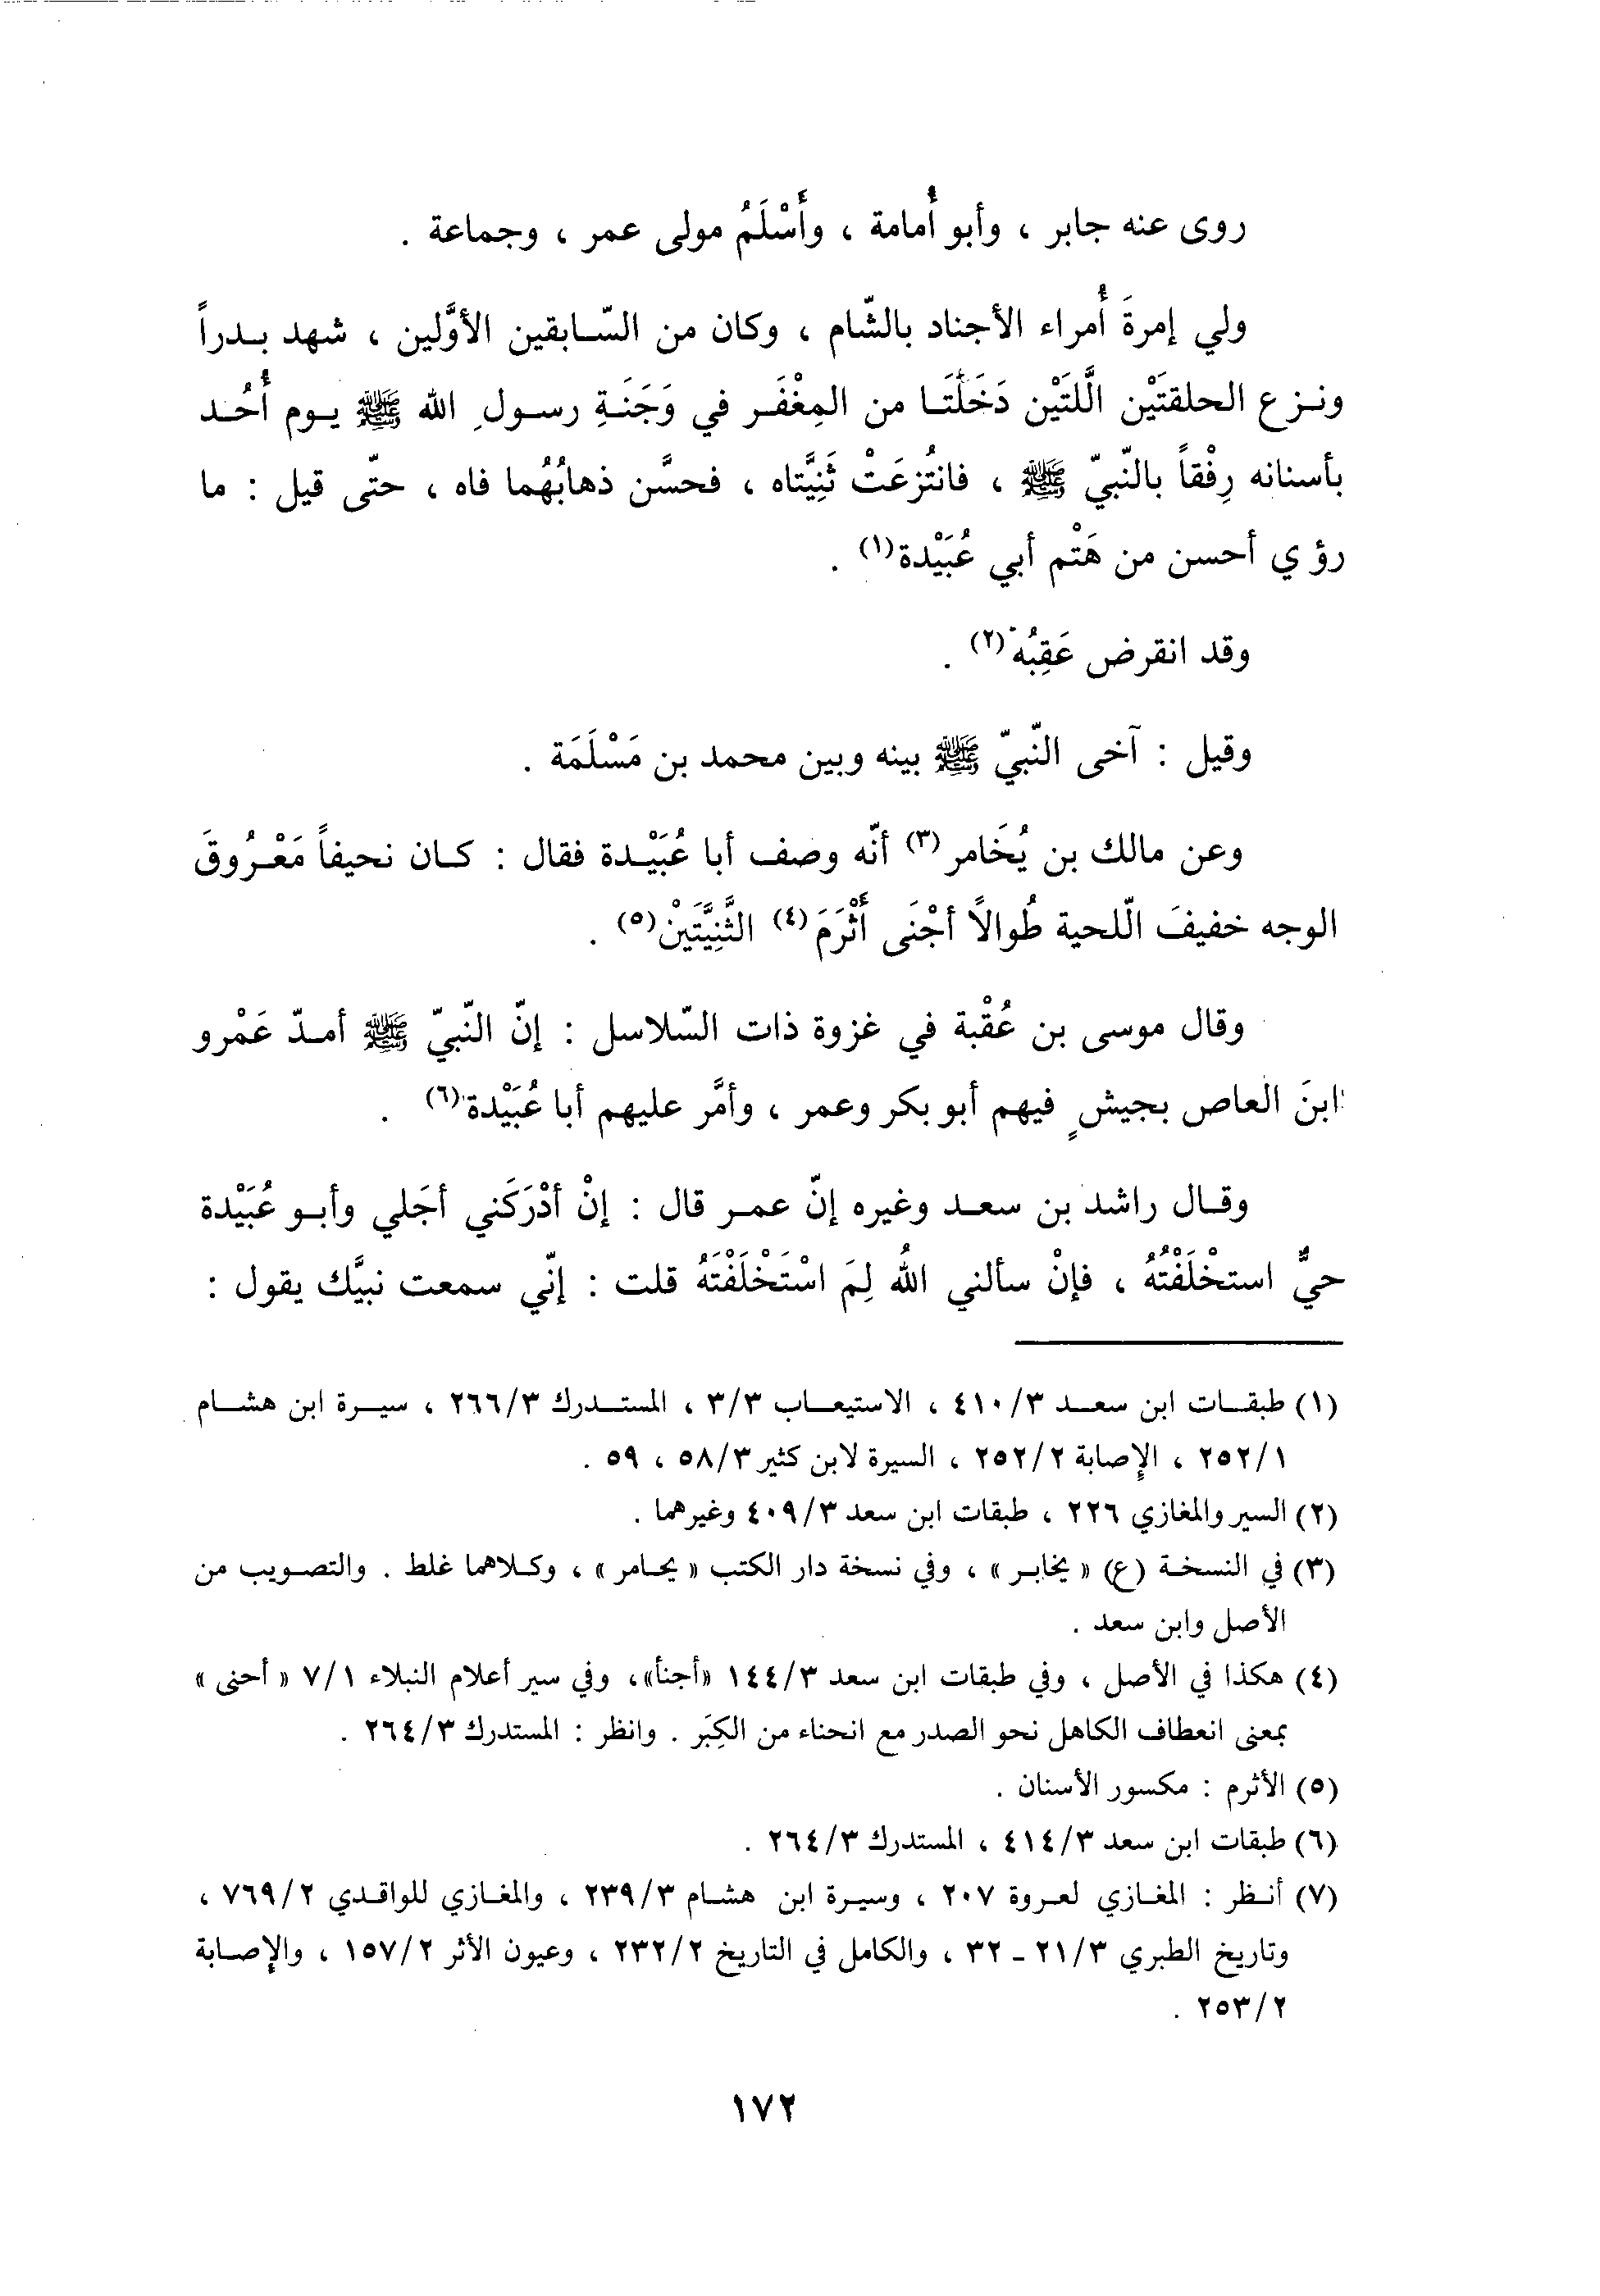 روى عنه جابر ، وأبو أُمامة ، وأَسْلَمُ مولى عمر ، وجماعة .
ولي إمرةَ أُمراء الأجناد بالشّام ، وكان من السّابقين الأوَّلين ، شهد بدراً
ونزع الحلقتَيْن الَّلتَيْن دَخَلَتَا من المِغْفَر في وَجَنَةِ رسولِ الله ﷺ يوم أُحُد
بأسنانه رِفْقاً بالنّبيّ ﷺ ، فانتُزعَتْ ثَنِيَّتاه ، فحسَّن ذهابُهُما فاه ، حتّى قيل : ما
رؤي أحسن من هَتْم أبي عُبَيْدة(١) .
وقد انقرض عَقِبُه(٢) .
وقيل : آخى النّبيّ ﷺ بينه وبين محمد بن مَسْلَمَة .
وعن مالك بن يُخَامر(٣) أنّه وصف أبا عُبَيْدة فقال : كان نحيفاً مَعْروقَ
الوجه خفيفَ الّلحية طُوالاً أجْنَى أَثْرَمَ(٤) الثَّنِيَّتَيْن(٥) .
وقال موسى بن عُقْبة في غزوة ذات السّلاسل : إنّ النّبيّ ﷺ أمدّ عَمْرو
ابنَ العاص بجيشٍ فيهم أبو بكر وعمر ، وأمَّر عليهم أبا عُبَيْدة(٦) .
وقال راشد بن سعد وغيره إنّ عمر قال : إنْ أدْرَكَني أجَلي وأبو عُبَيْدة
حيٌّ استخْلَفْتُهُ ، فإنْ سألني اللهُ لِمَ اسْتَخْلَفْتَهُ قلت : إنّي سمعت نبيَّك يقول :
(١) طبقات ابن سعد ٤١٠/٣ ، الاستيعاب ٣/٣ ، المستدرك ٢٦٦/٣ ، سيرة ابن هشام
٢٥٢/١ ، الإصابة ٢٥٢/٢ ، السيرة لابن كثير ٥٨/٣ ، ٥٩ .
(٢) السير والمغازي ٢٢٦ ، طبقات ابن سعد ٤٠٩/٣ وغيرهما .
(٣) في النسخة (ع) « يخابر » ، وفي نسخة دار الكتب « يحامر » ، وكلاهما غلط . والتصويب من
الأصل وابن سعد .
(٤) هكذا في الأصل ، وفي طبقات ابن سعد ١٤٤/٣ «أجنأ»، وفي سير أعلام النبلاء ٧/١ « أحنى »
بمعنى انعطاف الكاهل نحو الصدر مع انحناء من الكِبَر . وانظر : المستدرك ٢٦٤/٣ .
(٥) الأثرم : مكسور الأسنان .
(٦) طبقات ابن سعد ٤١٤/٣ ، المستدرك ٢٦٤/٣ .
(٧) أنظر : المغازي لعروة ٢٠٧ ، وسيرة ابن هشام ٢٣٩/٣ ، والمغازي للواقدي ٧٦٩/٢ ،
وتاريخ الطبري ٢١/٣ - ٣٢ ، والكامل في التاريخ ٢٣٢/٢ ، وعيون الأثر ١٥٧/٢ ، والإصابة
٢٥٣/٢ .
١٧٢